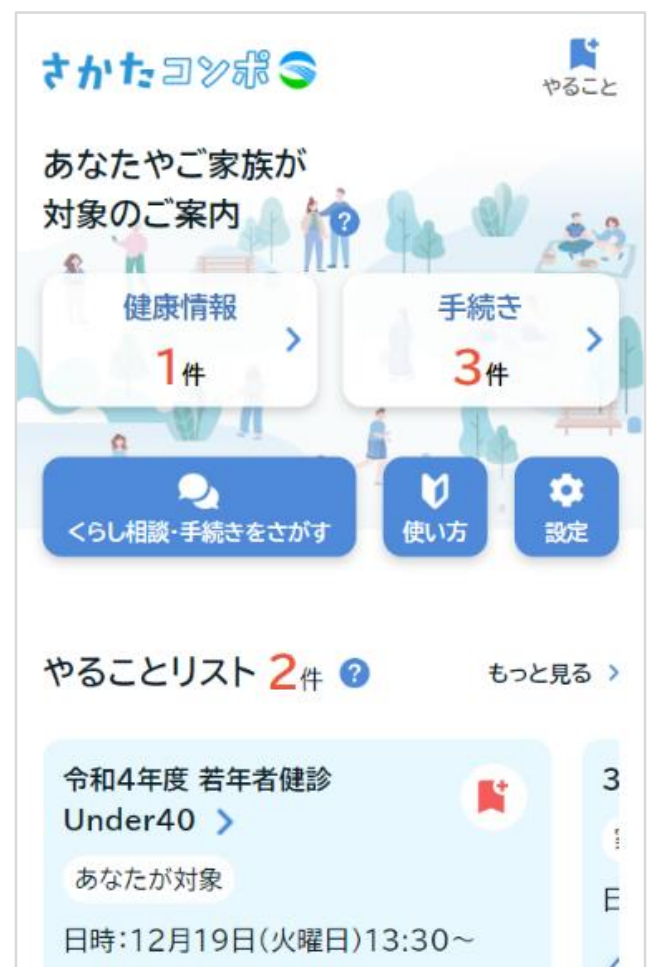 さかたコンポ
やること
あなたやご家族が
対象のご案内
?
健康情報
1件
手続き
3件
くらし相談・手続きをさがす
使い方
設定
やることリスト 2件 ?
もっと見る
令和4年度 若年者健診
Under40
あなたが対象
日時:12月19日(火曜日)13:30~
3